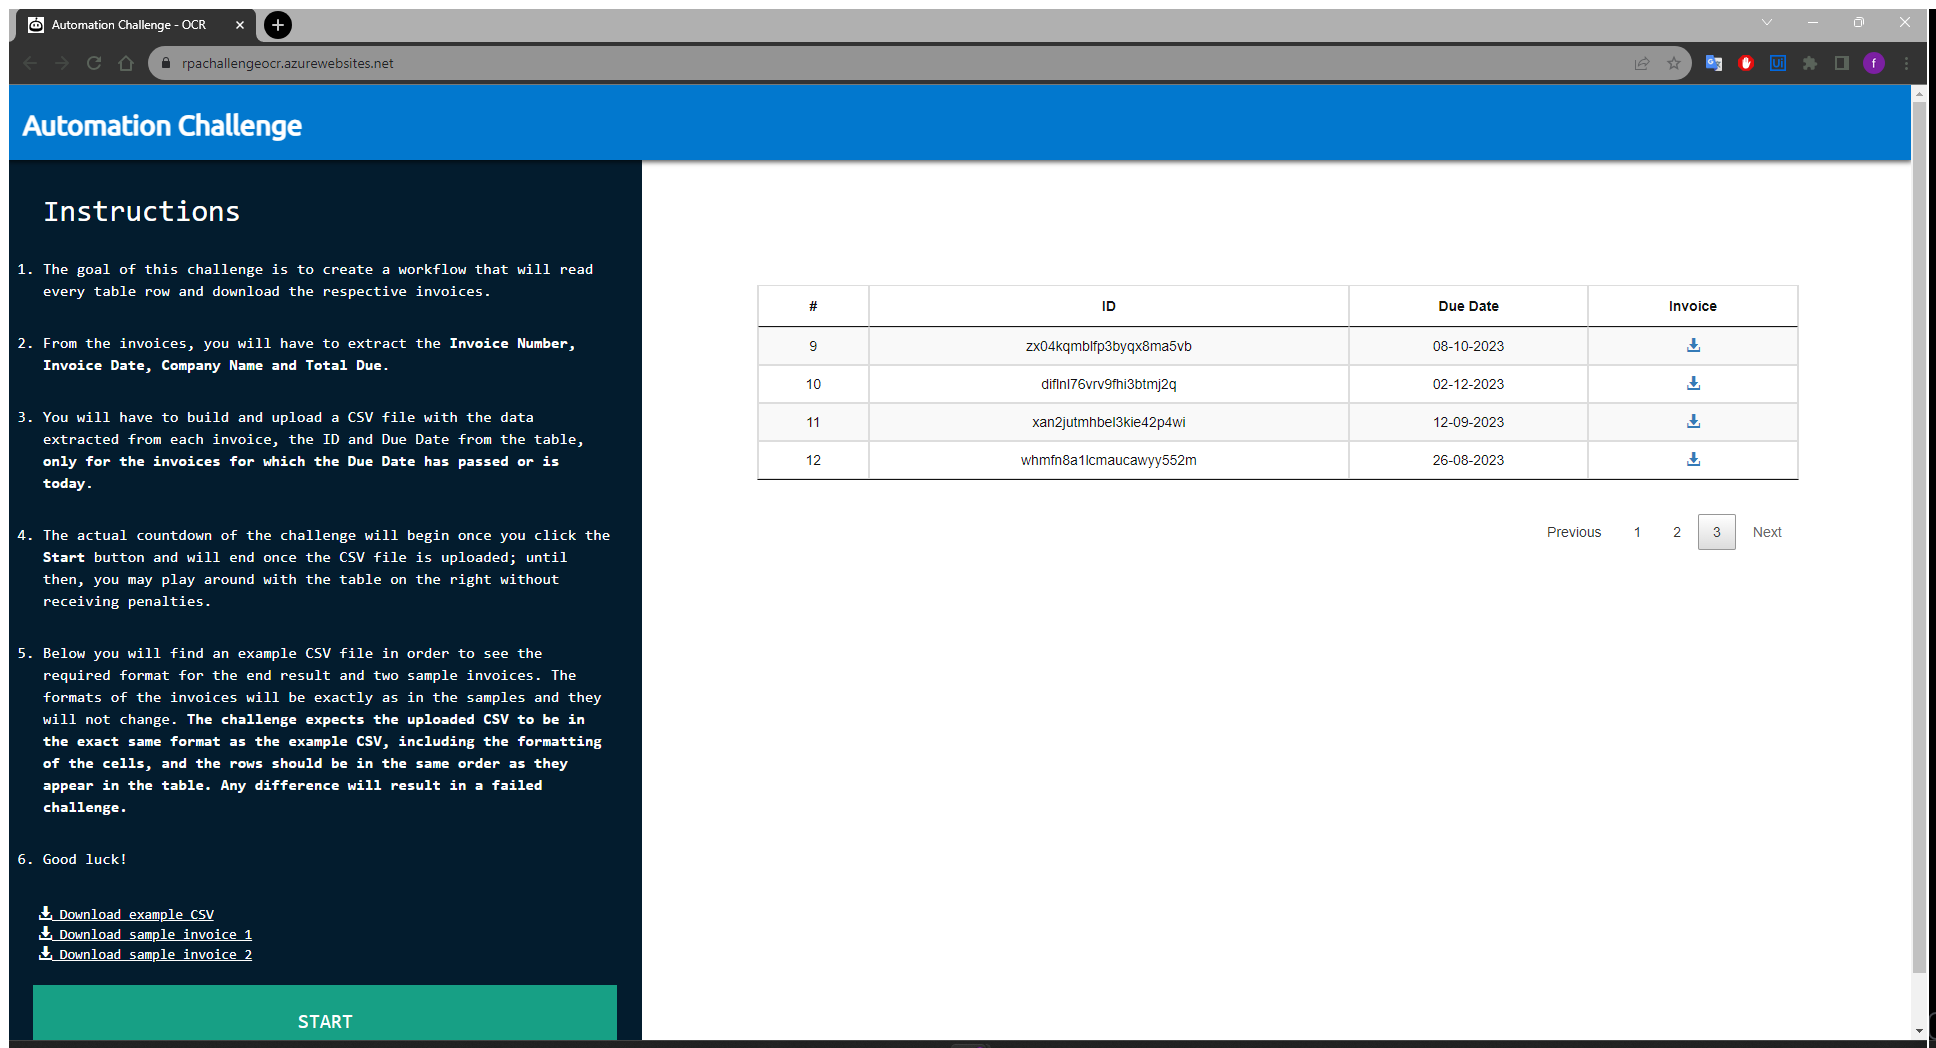 Automation Challenge - OCR
rpachallengeocr.azurewebsites.net
Automation Challenge
Instructions
1. The goal of this challenge is to create a workflow that will read
every table row and download the respective invoices.
2. From the invoices, you will have to extract the Invoice Number,
Invoice Date, Company Name and Total Due.
3. You will have to build and upload a CSV file with the data
extracted from each invoice, the ID and Due Date from the table,
only for the invoices for which the Due Date has passed or is
today.
4. The actual countdown of the challenge will begin once you click the
Start button and will end once the CSV file is uploaded; until
then, you may play around with the table on the right without
receiving penalties.
5. Below you will find an example CSV file in order to see the
required format for the end result and two sample invoices. The
formats of the invoices will be exactly as in the samples and they
will not change. The challenge expects the uploaded CSV to be in
the exact same format as the example CSV, including the formatting
of the cells, and the rows should be in the same order as they
appear in the table. Any difference will result in a failed
challenge.
6. Good luck!
Download example CSV
Download sample invoice 1
Download sample invoice 2
START
# ID Due Date Invoice
9 zx04kqmblfp3byqx8ma5vb 08-10-2023
10 diflnl76vrv9fhi3btmj2q 02-12-2023
11 xan2jutmhbel3kie42p4wi 12-09-2023
12 whmfn8a1lcmaucawyy552m 26-08-2023
Previous 1 2 3 Next